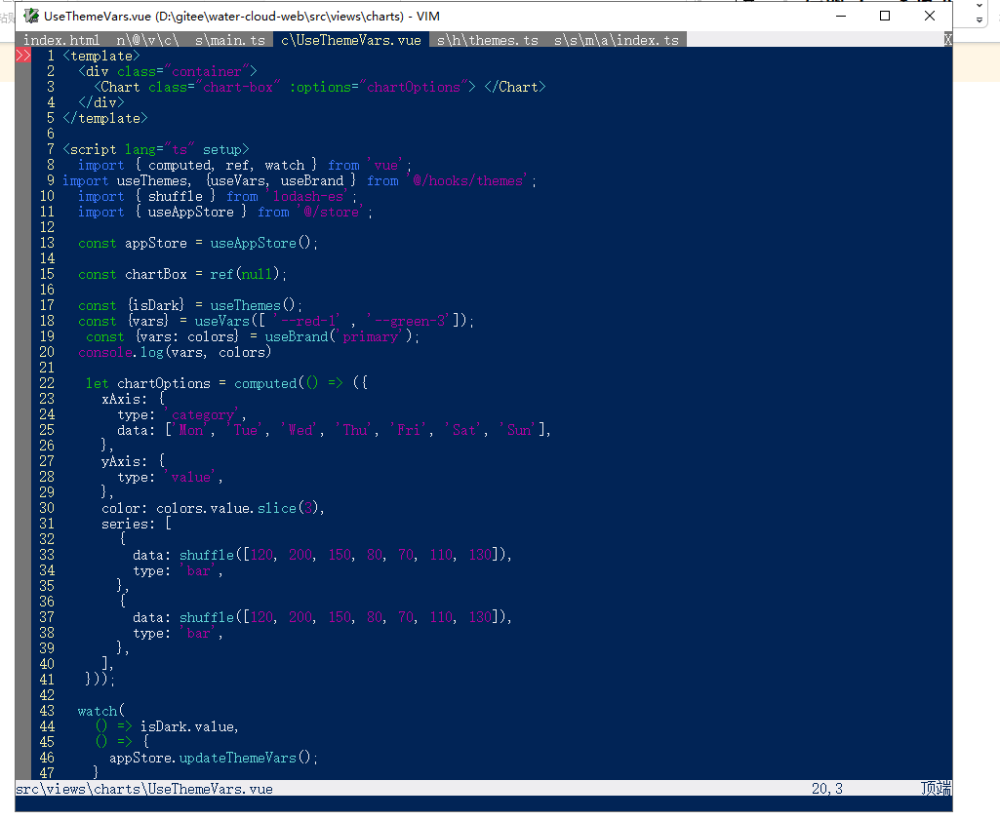 UseThemeVars.vue (D:\gitee\water-cloud-web\src\views\charts) - VIM
index.html n\@\v\c\ s\main.ts c\UseThemeVars.vue s\h\themes.ts s\s\m\a\index.ts X
>> 1 <template>
2 <div class="container">
3 <Chart class="chart-box" :options="chartOptions"> </Chart>
4 </div>
5 </template>
6
7 <script lang="ts" setup>
8 import { computed, ref, watch } from 'vue';
9 import useThemes, {useVars, useBrand } from '@/hooks/themes';
10 import { shuffle } from 'lodash-es';
11 import { useAppStore } from '@/store';
12
13 const appStore = useAppStore();
14
15 const chartBox = ref(null);
16
17 const {isDark} = useThemes();
18 const {vars} = useVars([ '--red-1' , '--green-3']);
19 const {vars: colors} = useBrand('primary');
20 console.log(vars, colors)
21
22 let chartOptions = computed(() => ({
23 xAxis: {
24 type: 'category',
25 data: ['Mon', 'Tue', 'Wed', 'Thu', 'Fri', 'Sat', 'Sun'],
26 },
27 yAxis: {
28 type: 'value',
29 },
30 color: colors.value.slice(3),
31 series: [
32 {
33 data: shuffle([120, 200, 150, 80, 70, 110, 130]),
34 type: 'bar',
35 },
36 {
37 data: shuffle([120, 200, 150, 80, 70, 110, 130]),
38 type: 'bar',
39 },
40 ],
41 }));
42
43 watch(
44 () => isDark.value,
45 () => {
46 appStore.updateThemeVars();
47 }
src\views\charts\UseThemeVars.vue 20,3 顶端